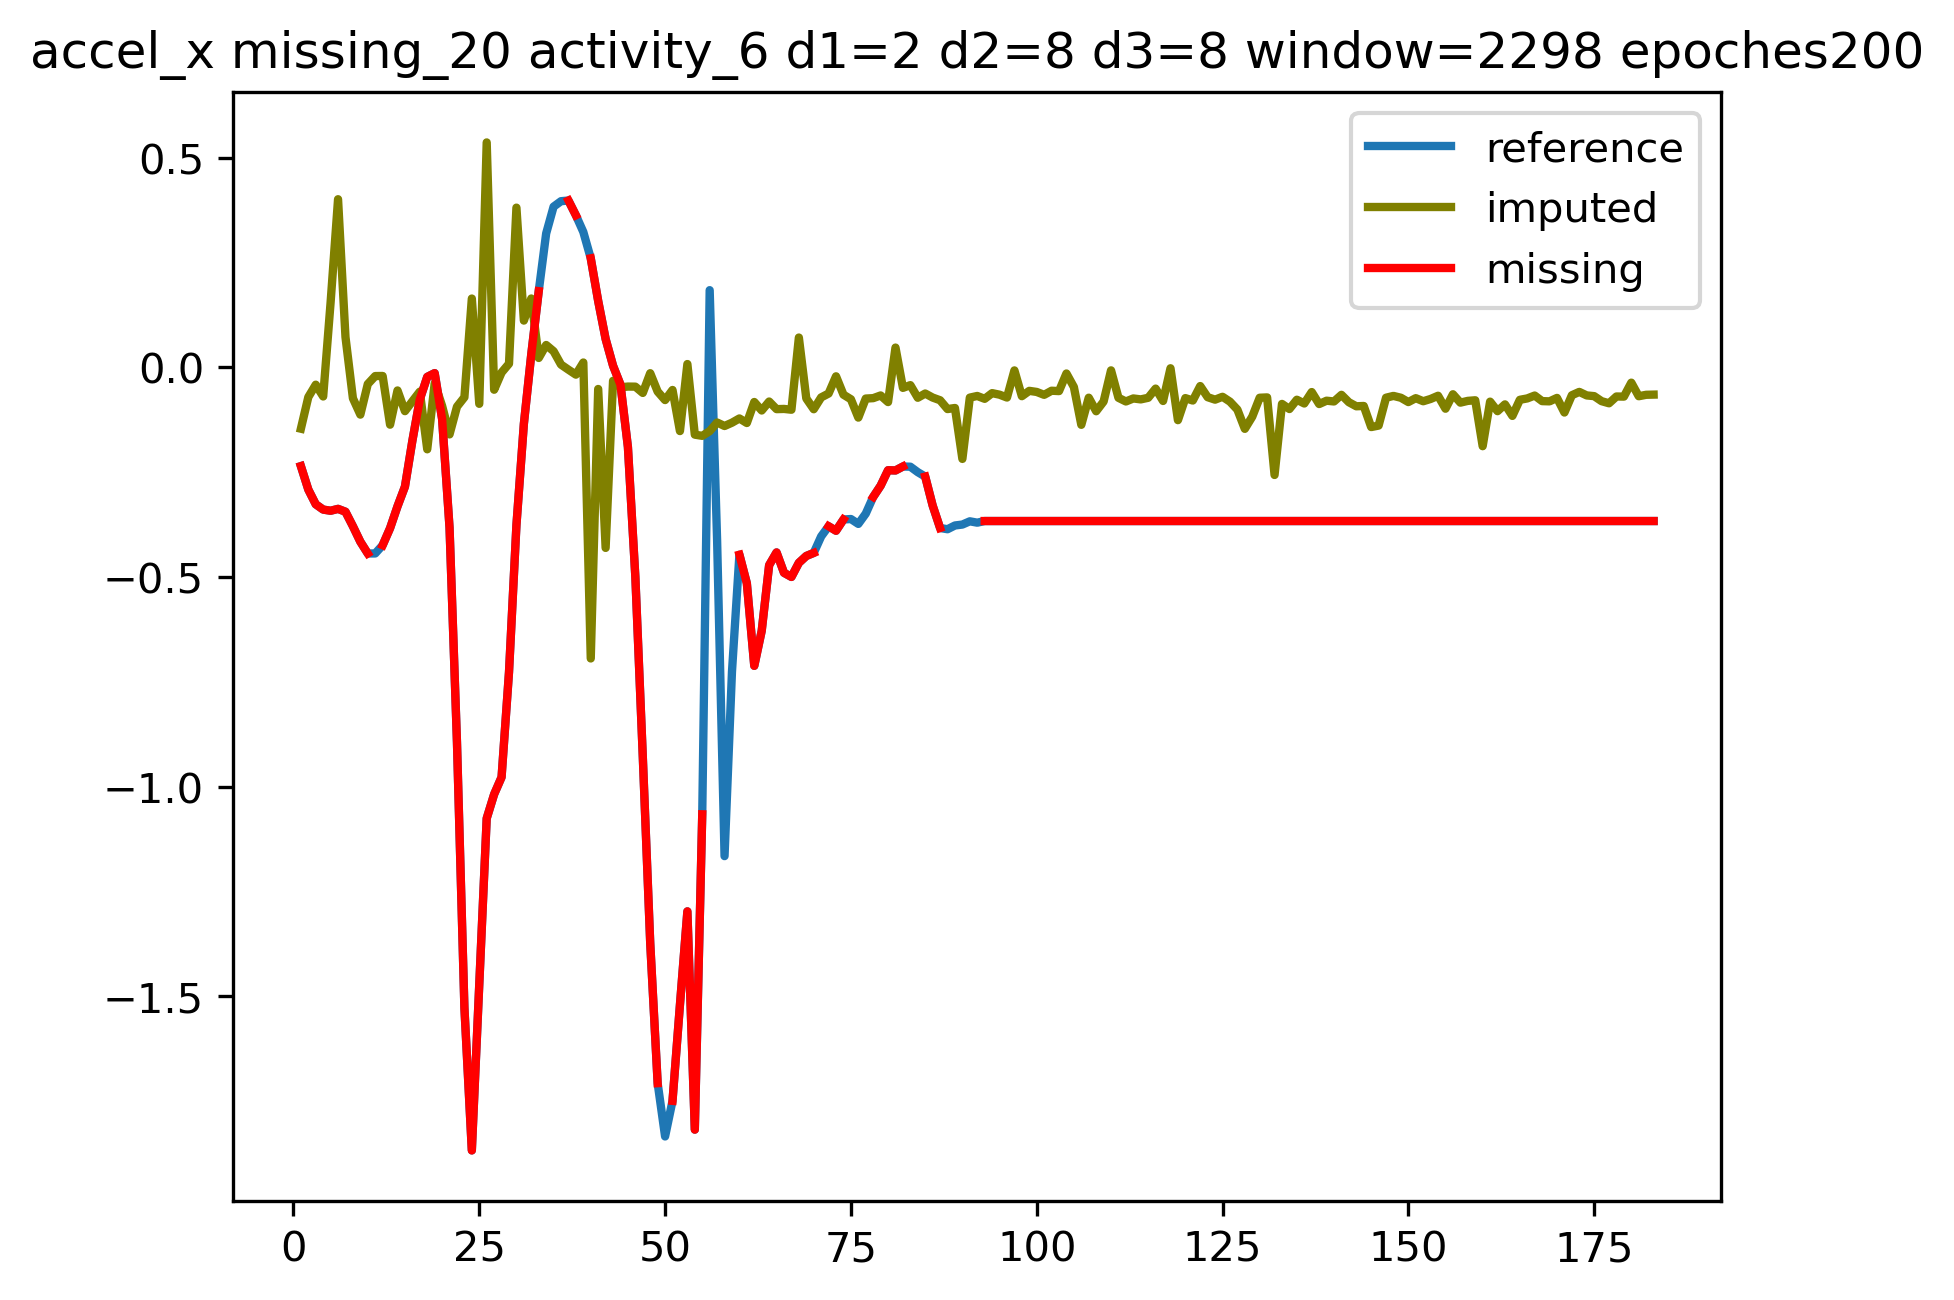 accel_x missing_20 activity_6 d1=2 d2=8 d3=8 window=2298 epoches200
reference
imputed
missing
0.5
0.0
−0.5
−1.0
−1.5
0 25 50 75 100 125 150 175